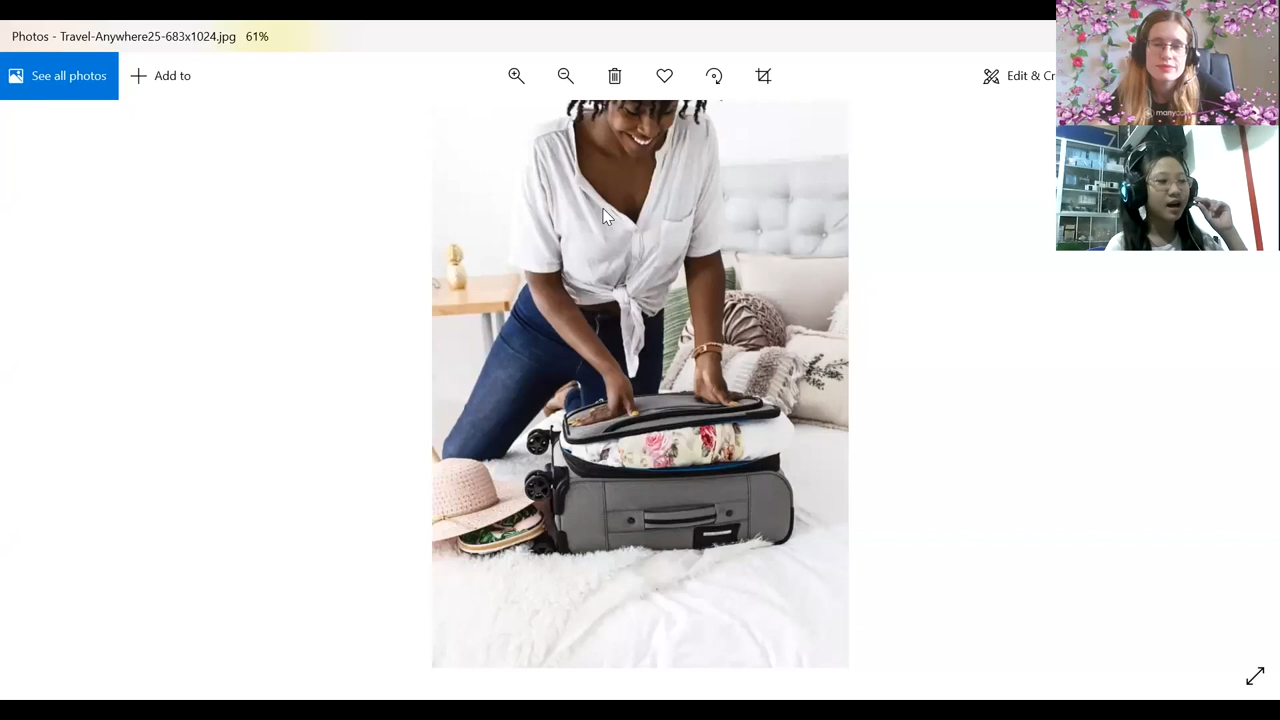 Photos - Travel-Anywhere25-683x1024.jpg 61%
See all photos
Add to
Edit & Cr